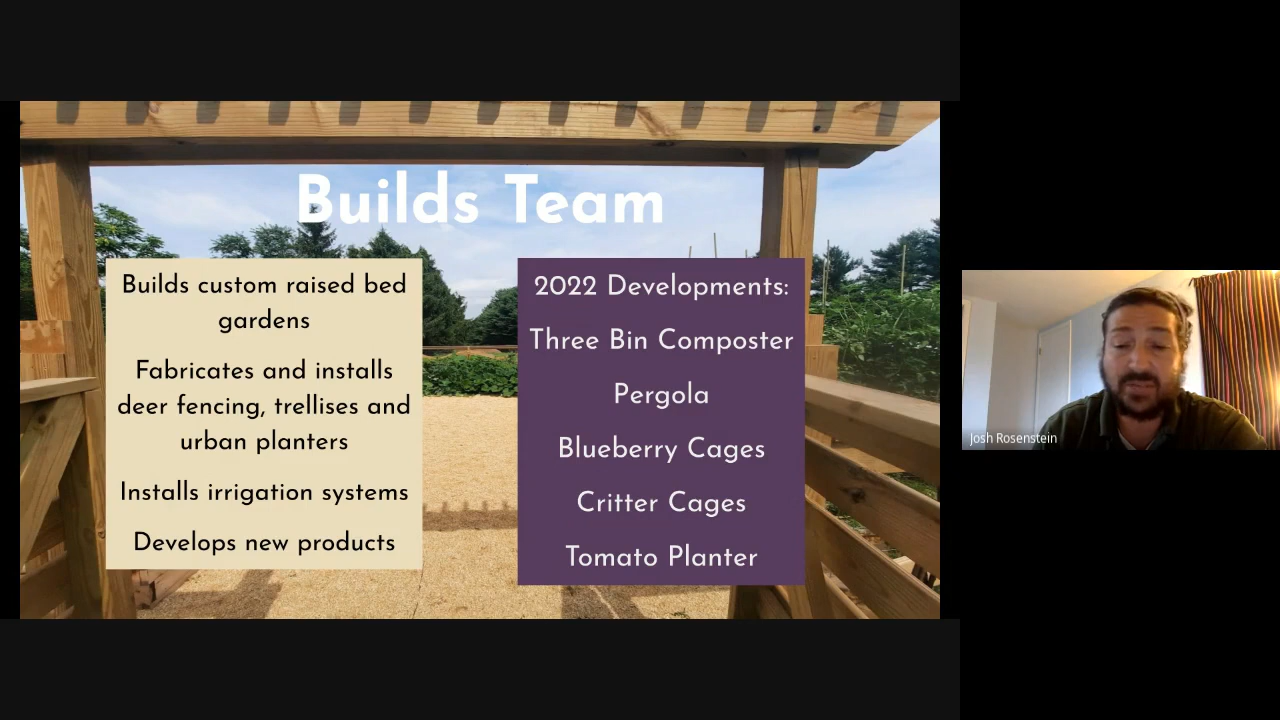 Builds Team
Builds custom raised bed
gardens
Fabricates and installs
deer fencing, trellises and
urban planters
Installs irrigation systems
Develops new products
2022 Developments:
Three Bin Composter
Pergola
Blueberry Cages
Critter Cages
Tomato Planter
Josh Rosenstein